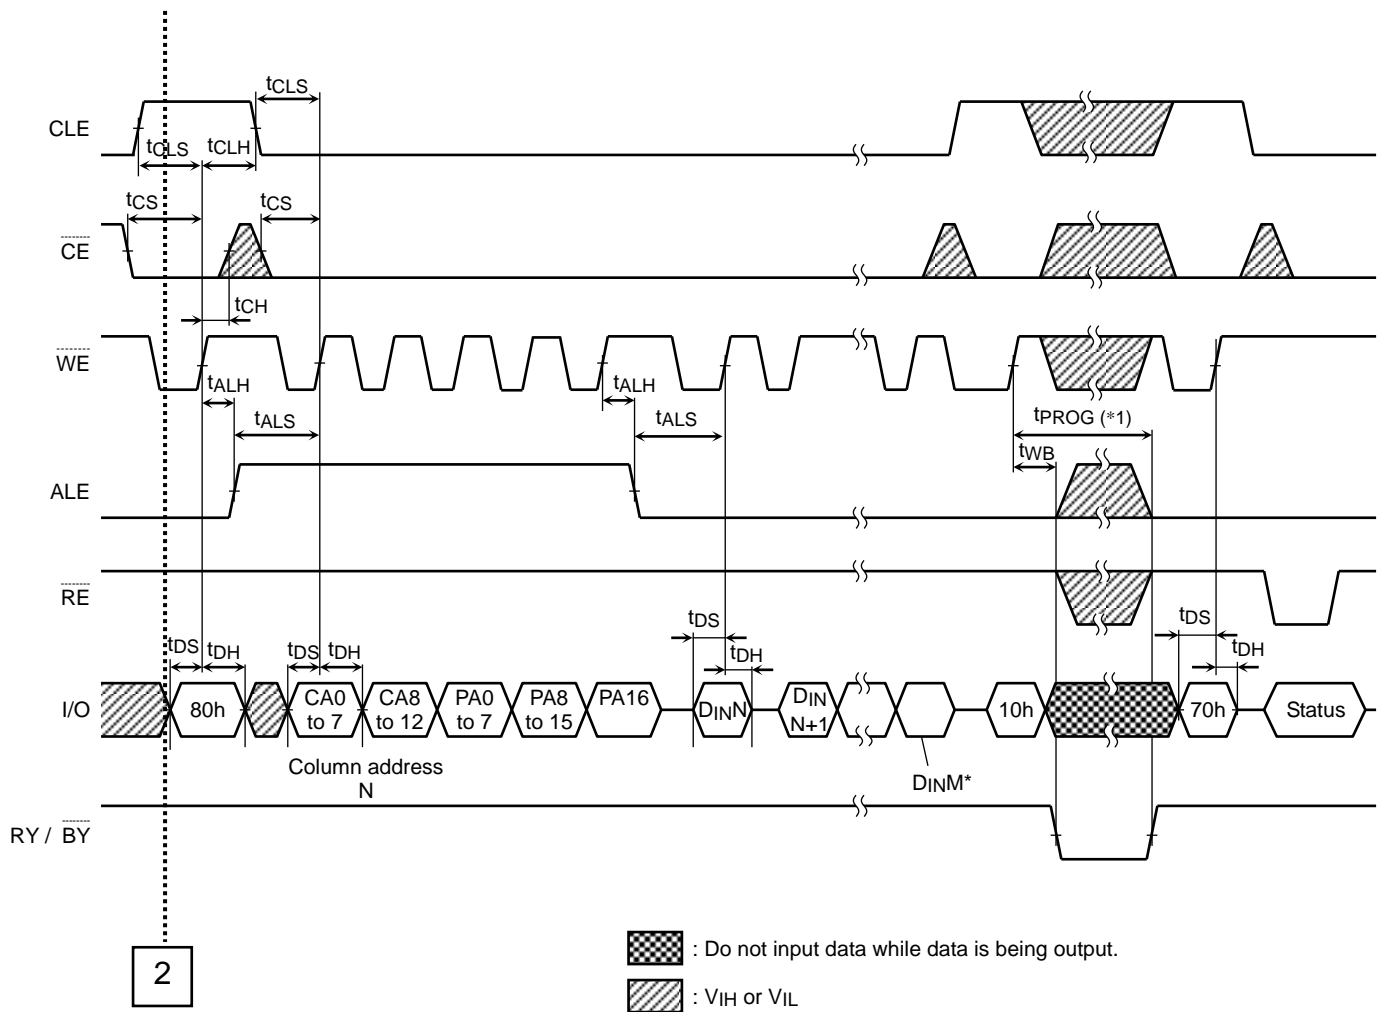 tCLS
CLE
tCLS tCLH
tCS tCS
CE
tCH
WE
tALH tALH
tALS tALS tPROG (*1)
tWB
ALE
RE
tDS tDS
tDS tDH tDS tDH tDH tDH
I/O 80h CA0 to 7 CA8 to 12 PA0 to 7 PA8 to 15 PA16 DINN DIN N+1 10h 70h Status
Column address
N
DINM*
RY / BY
2
: Do not input data while data is being output.
: VIH or VIL